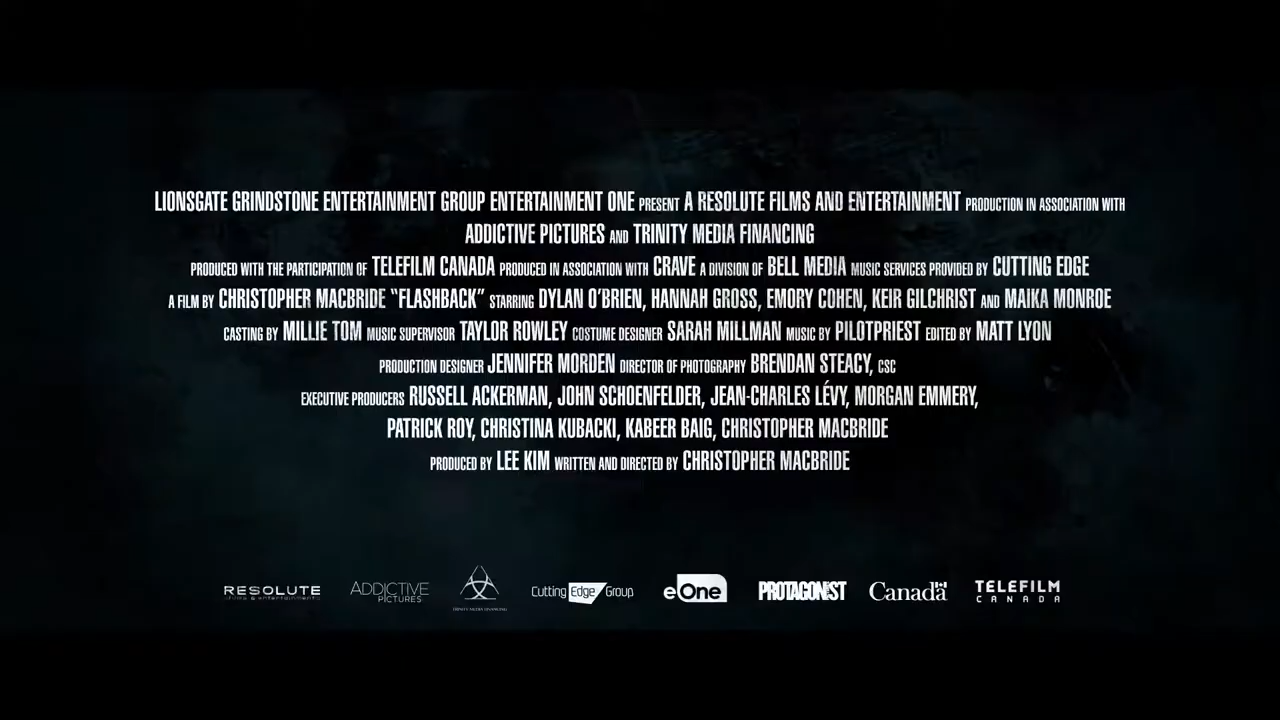 LIONSGATE GRINDSTONE ENTERTAINMENT GROUP ENTERTAINMENT ONE PRESENT A RESOLUTE FILMS AND ENTERTAINMENT PRODUCTION IN ASSOCIATION WITH
ADDICTIVE PICTURES AND TRINITY MEDIA FINANCING
PRODUCED WITH THE PARTICIPATION OF TELEFILM CANADA PRODUCED IN ASSOCIATION WITH CRAVE A DIVISION OF BELL MEDIA MUSIC SERVICES PROVIDED BY CUTTING EDGE
A FILM BY CHRISTOPHER MACBRIDE “FLASHBACK” STARRING DYLAN O’BRIEN, HANNAH GROSS, EMORY COHEN, KEIR GILCHRIST AND MAIKA MONROE
CASTING BY MILLIE TOM MUSIC SUPERVISOR TAYLOR ROWLEY COSTUME DESIGNER SARAH MILLMAN MUSIC BY PILOTPRIEST EDITED BY MATT LYON
PRODUCTION DESIGNER JENNIFER MORDEN DIRECTOR OF PHOTOGRAPHY BRENDAN STEACY, CSC
EXECUTIVE PRODUCERS RUSSELL ACKERMAN, JOHN SCHOENFELDER, JEAN-CHARLES LÉVY, MORGAN EMMERY,
PATRICK ROY, CHRISTINA KUBACKI, KABEER BAIG, CHRISTOPHER MACBRIDE
PRODUCED BY LEE KIM WRITTEN AND DIRECTED BY CHRISTOPHER MACBRIDE
RESOLUTE
films & entertainment
ADDICTIVE
PICTURES
TRINITY MEDIA FINANCING
Cutting Edge Group
eOne
PROTAGONIST
Canada
TELEFILM
CANADA